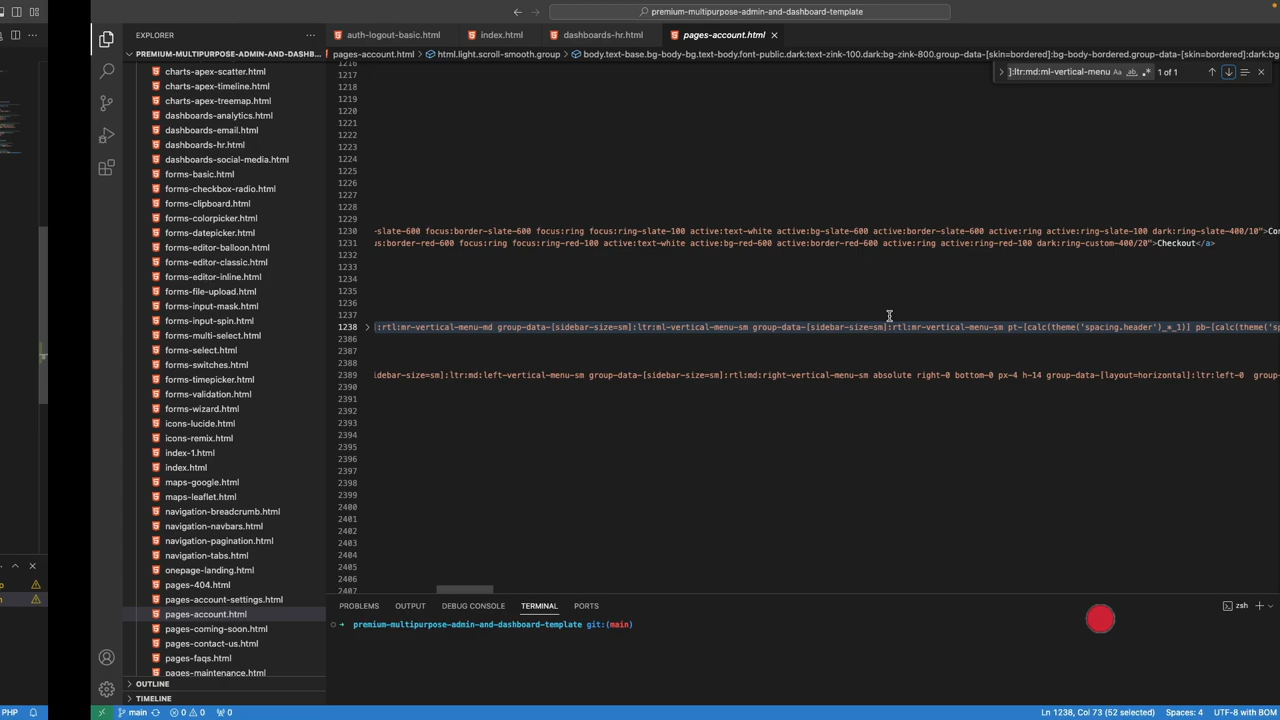 premium-multipurpose-admin-and-dashboard-template
EXPLORER
PREMIUM-MULTIPURPOSE-ADMIN-AND-DASHB...
charts-apex-scatter.html
charts-apex-timeline.html
charts-apex-treemap.html
dashboards-analytics.html
dashboards-email.html
dashboards-hr.html
dashboards-social-media.html
forms-basic.html
forms-checkbox-radio.html
forms-clipboard.html
forms-colorpicker.html
forms-datepicker.html
forms-editor-balloon.html
forms-editor-classic.html
forms-editor-inline.html
forms-file-upload.html
forms-input-mask.html
forms-input-spin.html
forms-multi-select.html
forms-select.html
forms-switches.html
forms-timepicker.html
forms-validation.html
forms-wizard.html
icons-lucide.html
icons-remix.html
index-1.html
index.html
maps-google.html
maps-leaflet.html
navigation-breadcrumb.html
navigation-navbars.html
navigation-pagination.html
navigation-tabs.html
onepage-landing.html
pages-404.html
pages-account-settings.html
pages-account.html
pages-coming-soon.html
pages-contact-us.html
pages-faqs.html
pages-maintenance.html
OUTLINE
TIMELINE
auth-logout-basic.html index.html dashboards-hr.html pages-account.html
pages-account.html > html.light.scroll-smooth.group > body.text-base.bg-body-bg.text-body.font-public.dark:text-zink-100.dark:bg-zink-800.group-data-[skin=bordered]:bg-body-bordered.group-data-[skin=bordered]:dark:bg
]:ltr:md:ml-vertical-menu Aa ab .* 1 of 1
1216
1217
1218
1219
1220
1221
1222
1223
1224
1225
1226
1227
1228
1229
1230 -slate-600 focus:border-slate-600 focus:ring focus:ring-slate-100 active:text-white active:bg-slate-600 active:border-slate-600 active:ring active:ring-slate-100 dark:ring-slate-400/10">Con
1231 us:border-red-600 focus:ring focus:ring-red-100 active:text-white active:bg-red-600 active:border-red-600 active:ring active:ring-red-100 dark:ring-custom-400/20">Checkout</a>
1232
1233
1234
1235
1236
1237
1238 :rtl:mr-vertical-menu-md group-data-[sidebar-size=sm]:ltr:ml-vertical-menu-sm group-data-[sidebar-size=sm]:rtl:mr-vertical-menu-sm pt-[calc(theme('spacing.header')_*_1)] pb-[calc(theme('sp
2386
2387
2388
2389 idebar-size=sm]:ltr:md:left-vertical-menu-sm group-data-[sidebar-size=sm]:rtl:md:right-vertical-menu-sm absolute right-0 bottom-0 px-4 h-14 group-data-[layout=horizontal]:ltr:left-0 group
2390
2391
2392
2393
2394
2395
2396
2397
2398
2399
2400
2401
2402
2403
2404
2405
2406
2407
PROBLEMS OUTPUT DEBUG CONSOLE TERMINAL PORTS
zsh
premium-multipurpose-admin-and-dashboard-template git:(main)
PHP
main 0 0 0
Ln 1238, Col 73 (52 selected) Spaces: 4 UTF-8 with BOM